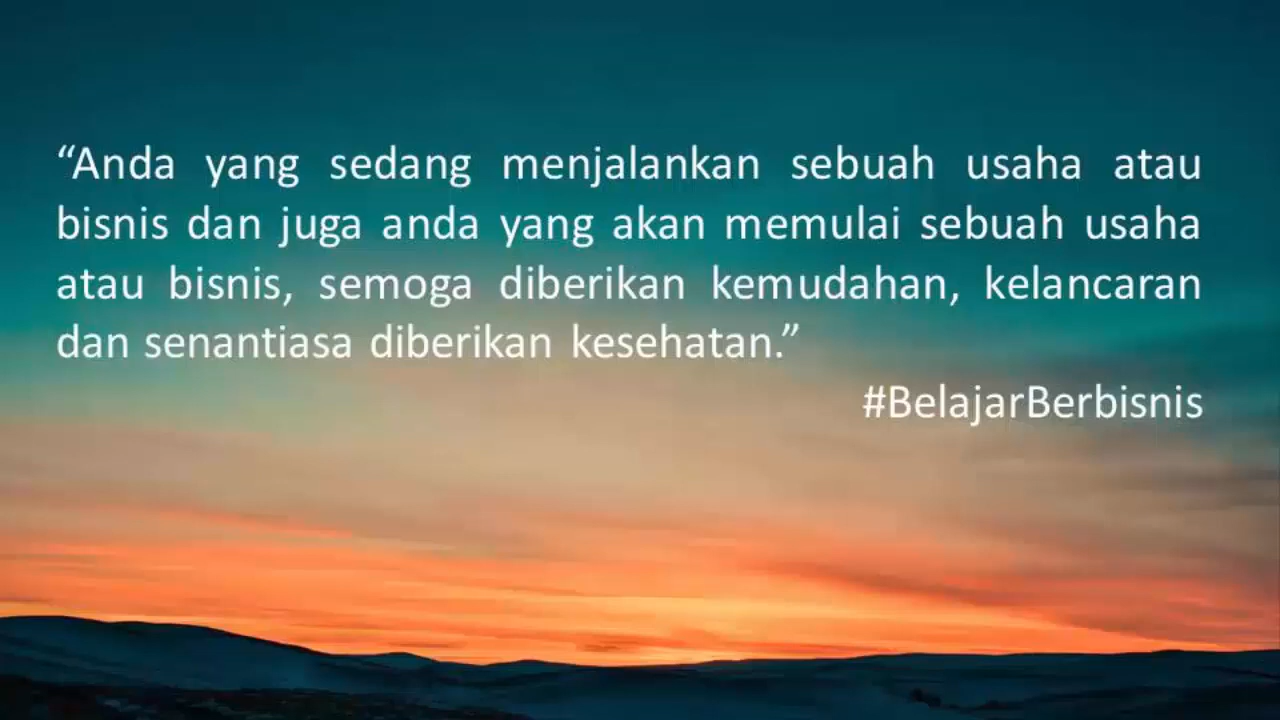 “Anda yang sedang menjalankan sebuah usaha atau
bisnis dan juga anda yang akan memulai sebuah usaha
atau bisnis, semoga diberikan kemudahan, kelancaran
dan senantiasa diberikan kesehatan.”
#BelajarBerbisnis